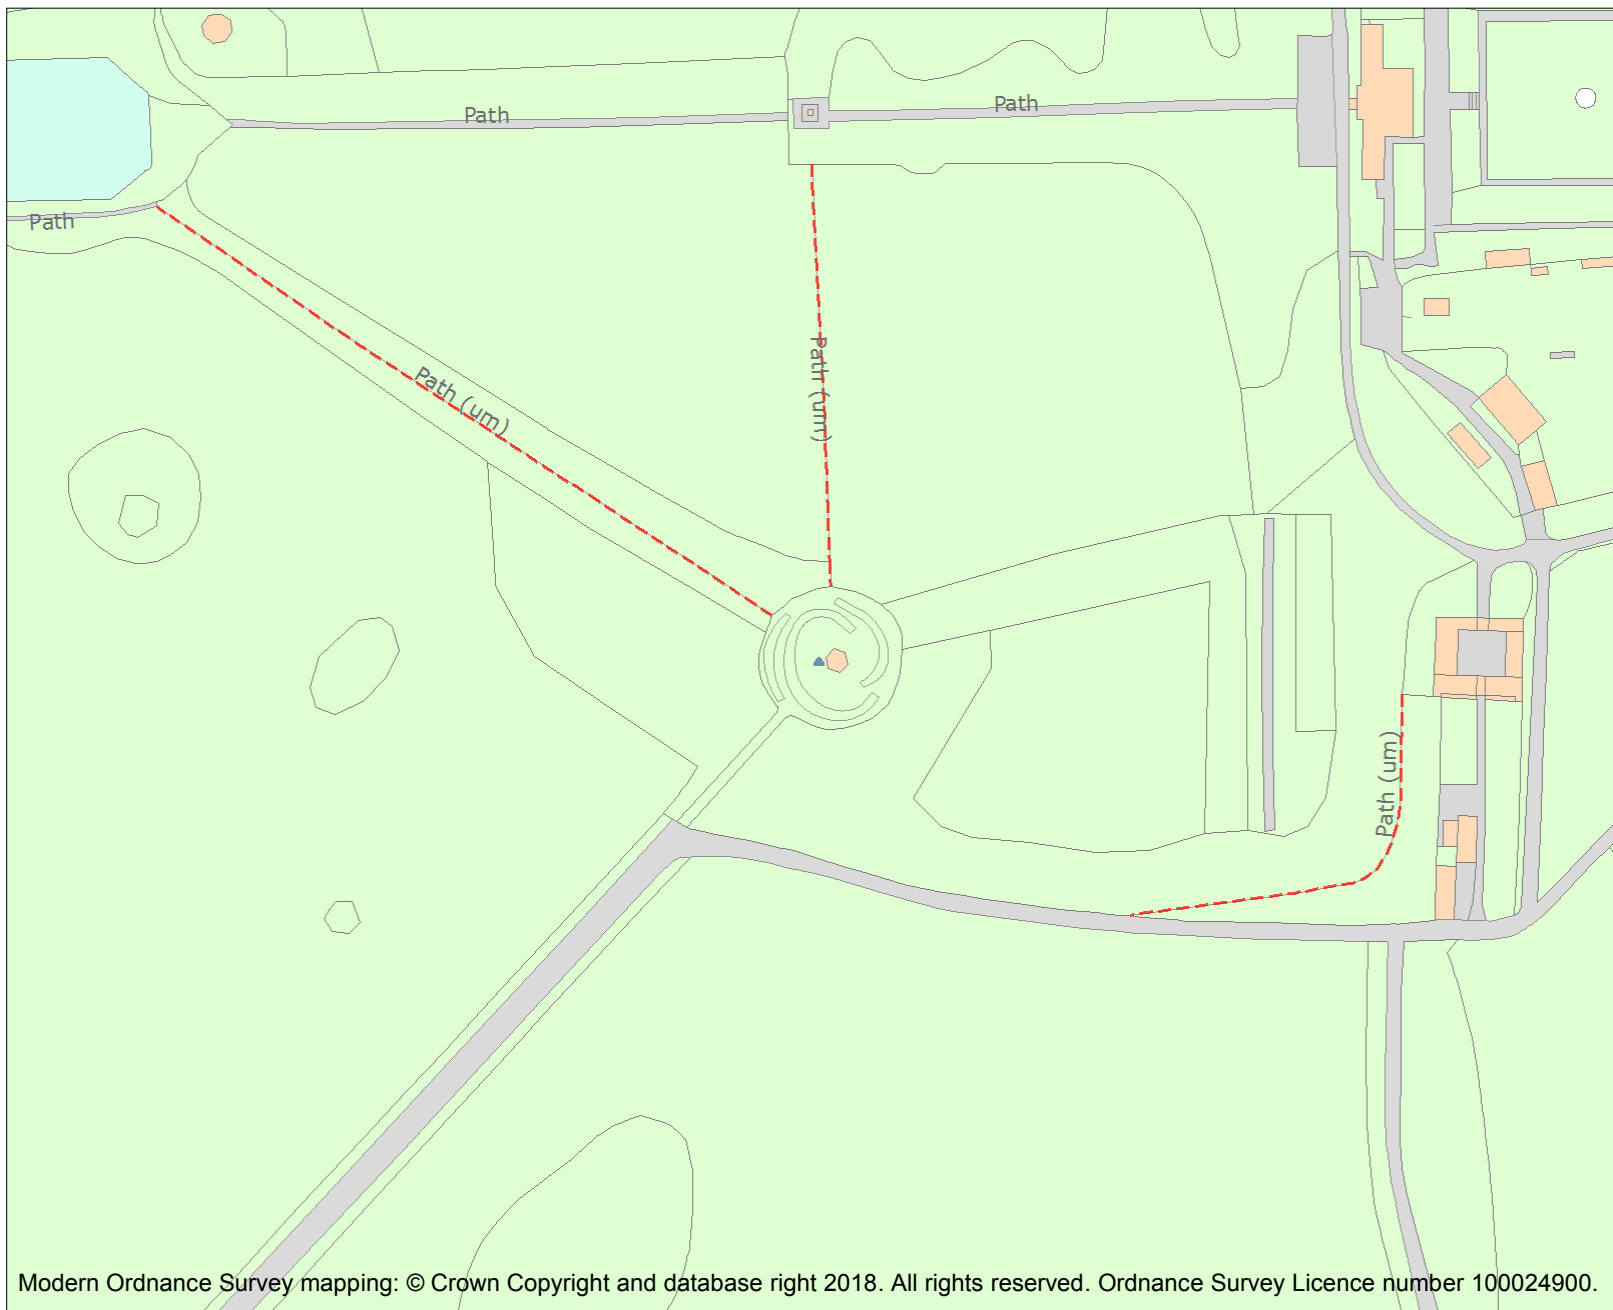 Path
Path
Path
Path (um)
Path (um)
Path (um)
Modern Ordnance Survey mapping: © Crown Copyright and database right 2018. All rights reserved. Ordnance Survey Licence number 100024900.